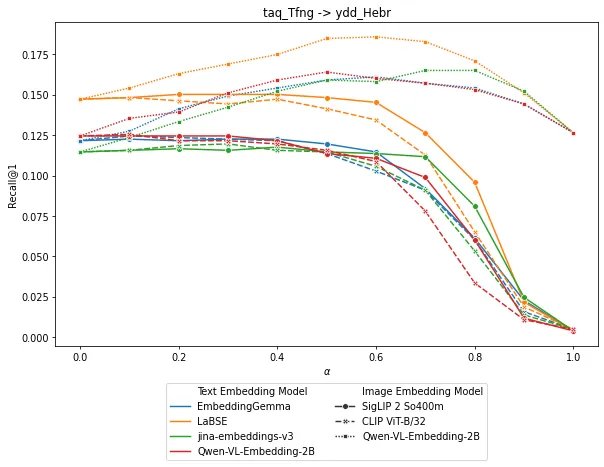 taq_Tfng -> ydd_Hebr
Recall@1
0.175
0.150
0.125
0.100
0.075
0.050
0.025
0.000
0.0 0.2 0.4 0.6 0.8 1.0
α
Text Embedding Model Image Embedding Model
EmbeddingGemma SigLIP 2 So400m
LaBSE CLIP ViT-B/32
jina-embeddings-v3 Qwen-VL-Embedding-2B
Qwen-VL-Embedding-2B